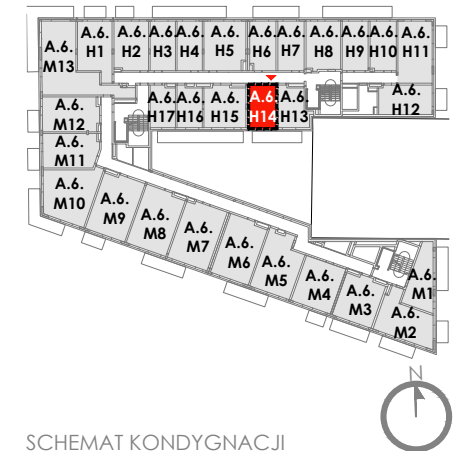 A.6. M13
A.6. H1
A.6. H2
A.6. H3
A.6. H4
A.6. H5
A.6. H6
A.6. H7
A.6. H8
A.6. H9
A.6. H10
A.6. H11
A.6. H12
A.6. H17
A.6. H16
A.6. H15
A.6. H14
A.6. H13
A.6. M12
A.6. M11
A.6. M10
A.6. M9
A.6. M8
A.6. M7
A.6. M6
A.6. M5
A.6. M4
A.6. M3
A.6. M1
A.6. M2
N
SCHEMAT KONDYGNACJI